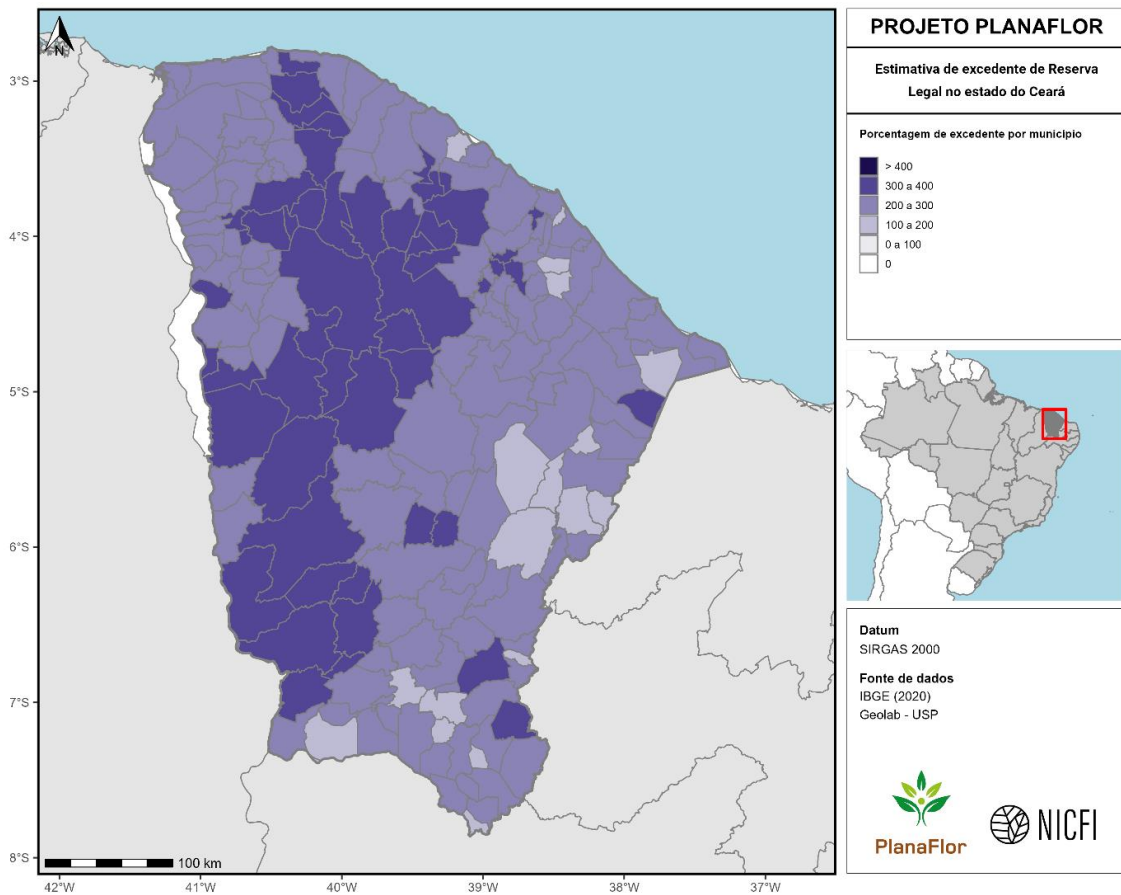 N
3°S
4°S
5°S
6°S
7°S
8°S
100 km
42°W
41°W
40°W
39°W
38°W
37°W
PROJETO PLANAFLOR
Estimativa de excedente de Reserva
Legal no estado do Ceará
Porcentagem de excedente por município
> 400
300 a 400
200 a 300
100 a 200
0 a 100
0
Datum
SIRGAS 2000
Fonte de dados
IBGE (2020)
Geolab - USP
PlanaFlor
NICFI